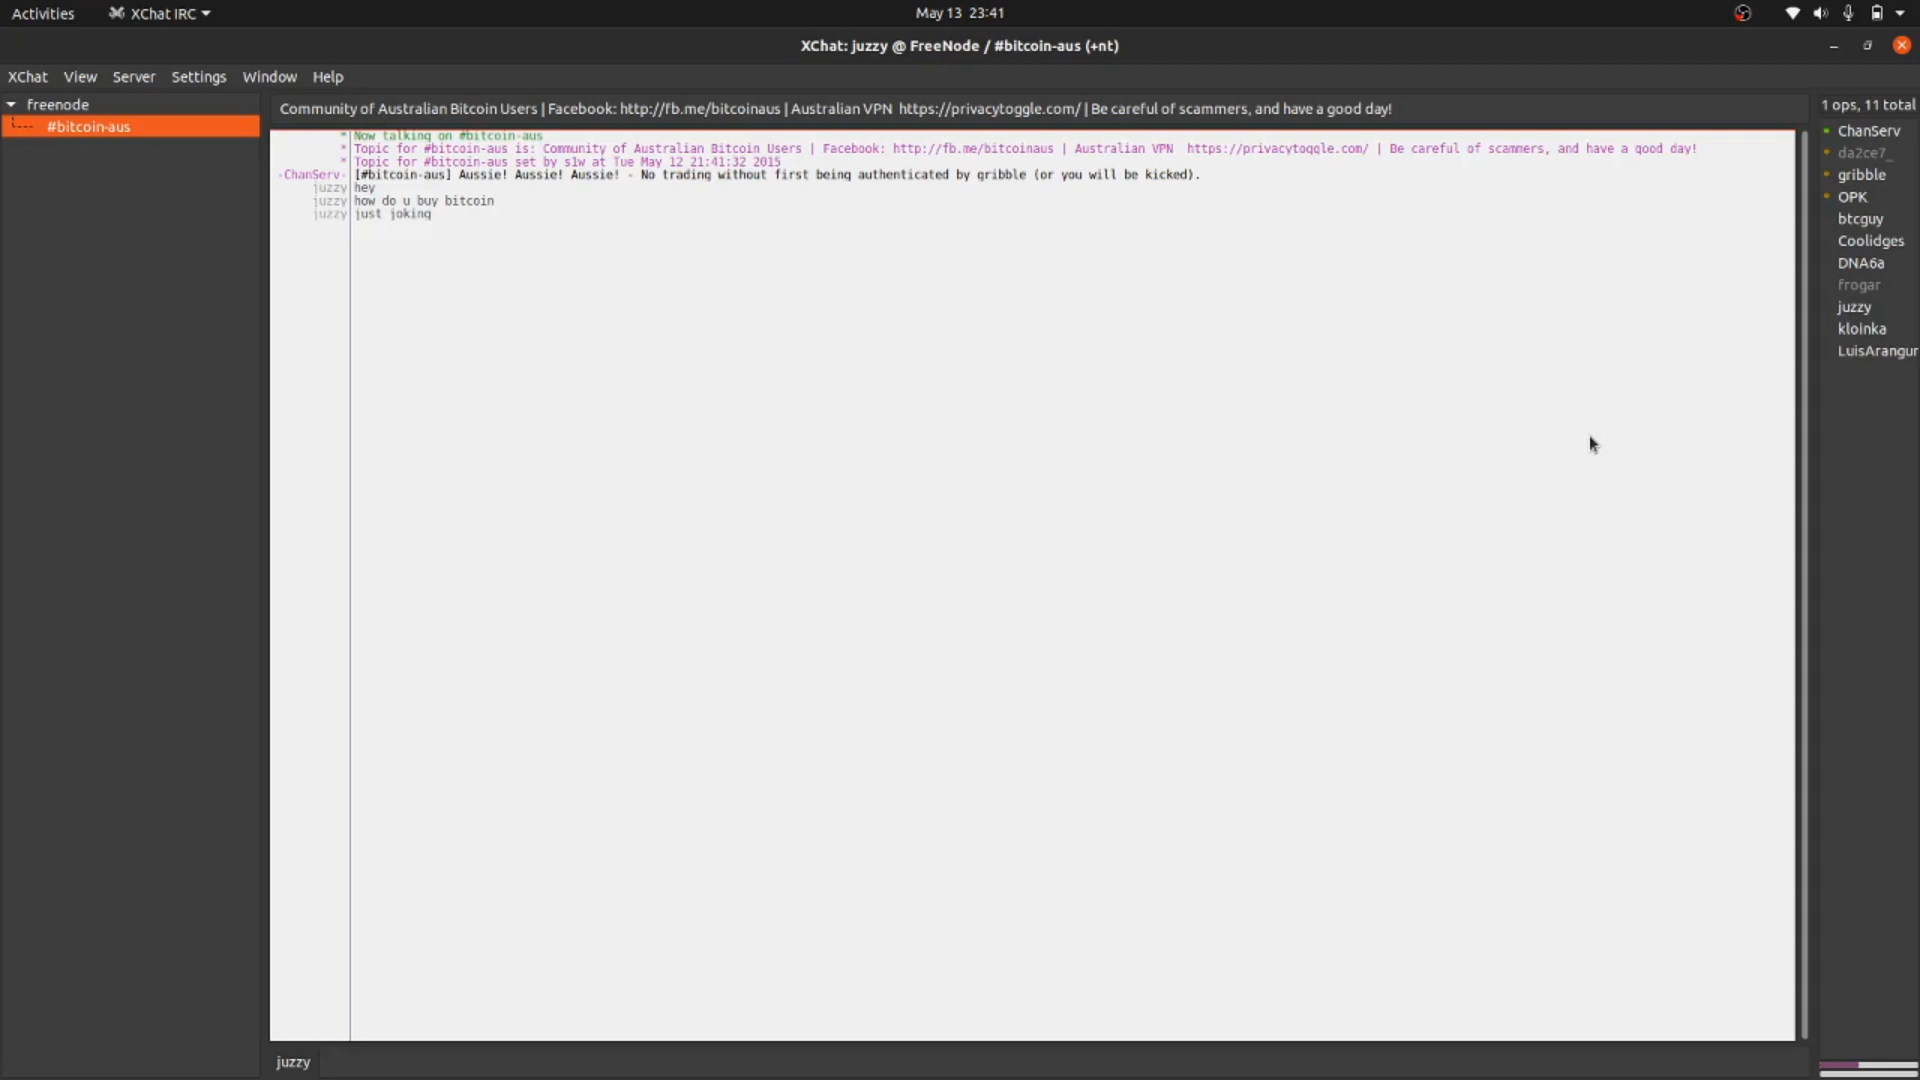 Activities XChat IRC May 13 23:41
XChat: juzzy @ FreeNode / #bitcoin-aus (+nt)
XChat View Server Settings Window Help
freenode
#bitcoin-aus
Community of Australian Bitcoin Users | Facebook: http://fb.me/bitcoinaus | Australian VPN https://privacytoggle.com/ | Be careful of scammers, and have a good day!
* Now talking on #bitcoin-aus
* Topic for #bitcoin-aus is: Community of Australian Bitcoin Users | Facebook: http://fb.me/bitcoinaus | Australian VPN https://privacytoggle.com/ | Be careful of scammers, and have a good day!
* Topic for #bitcoin-aus set by s1w at Tue May 12 21:41:32 2015
-ChanServ- [#bitcoin-aus] Aussie! Aussie! Aussie! - No trading without first being authenticated by gribble (or you will be kicked).
juzzy hey
juzzy how do u buy bitcoin
juzzy just joking
1 ops, 11 total
ChanServ
da2ce7_
gribble
OPK
btcguy
Coolidges
DNA6a
frogar
juzzy
kloinka
LuisArangur
juzzy